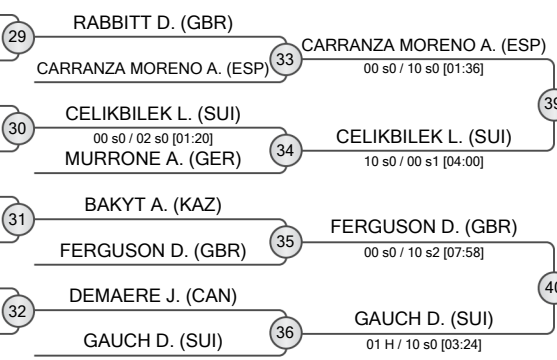 29
RABBITT D. (GBR)
CARRANZA MORENO A. (ESP)
33
CARRANZA MORENO A. (ESP)
00 s0 / 10 s0 [01:36]
39
30
CELIKBILEK L. (SUI)
00 s0 / 02 s0 [01:20]
MURRONE A. (GER)
34
CELIKBILEK L. (SUI)
10 s0 / 00 s1 [04:00]
31
BAKYT A. (KAZ)
FERGUSON D. (GBR)
35
FERGUSON D. (GBR)
00 s0 / 10 s2 [07:58]
40
32
DEMAERE J. (CAN)
GAUCH D. (SUI)
36
GAUCH D. (SUI)
01 H / 10 s0 [03:24]